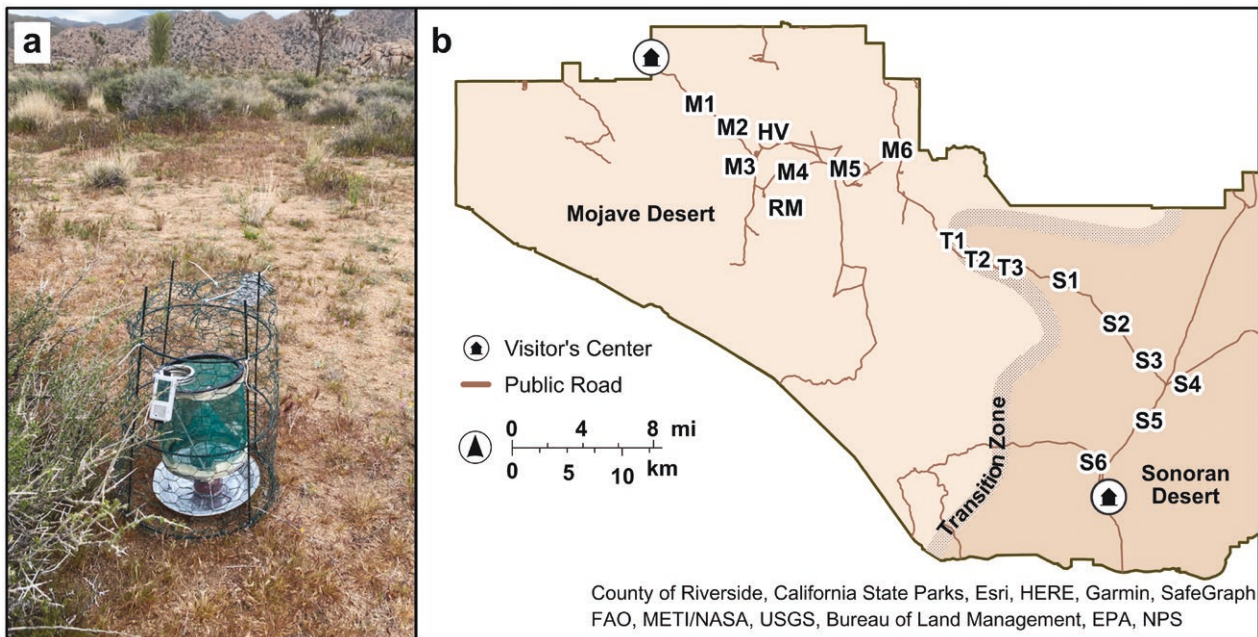 a
b
M1
M2
HV
M6
M3
M4
M5
RM
Mojave Desert
T1
T2
T3
S1
S2
S3
S4
S5
S6
Visitor's Center
Public Road
0 4 8 mi
0 5 10 km
Transition Zone
Sonoran
Desert
County of Riverside, California State Parks, Esri, HERE, Garmin, SafeGraph
FAO, METI/NASA, USGS, Bureau of Land Management, EPA, NPS